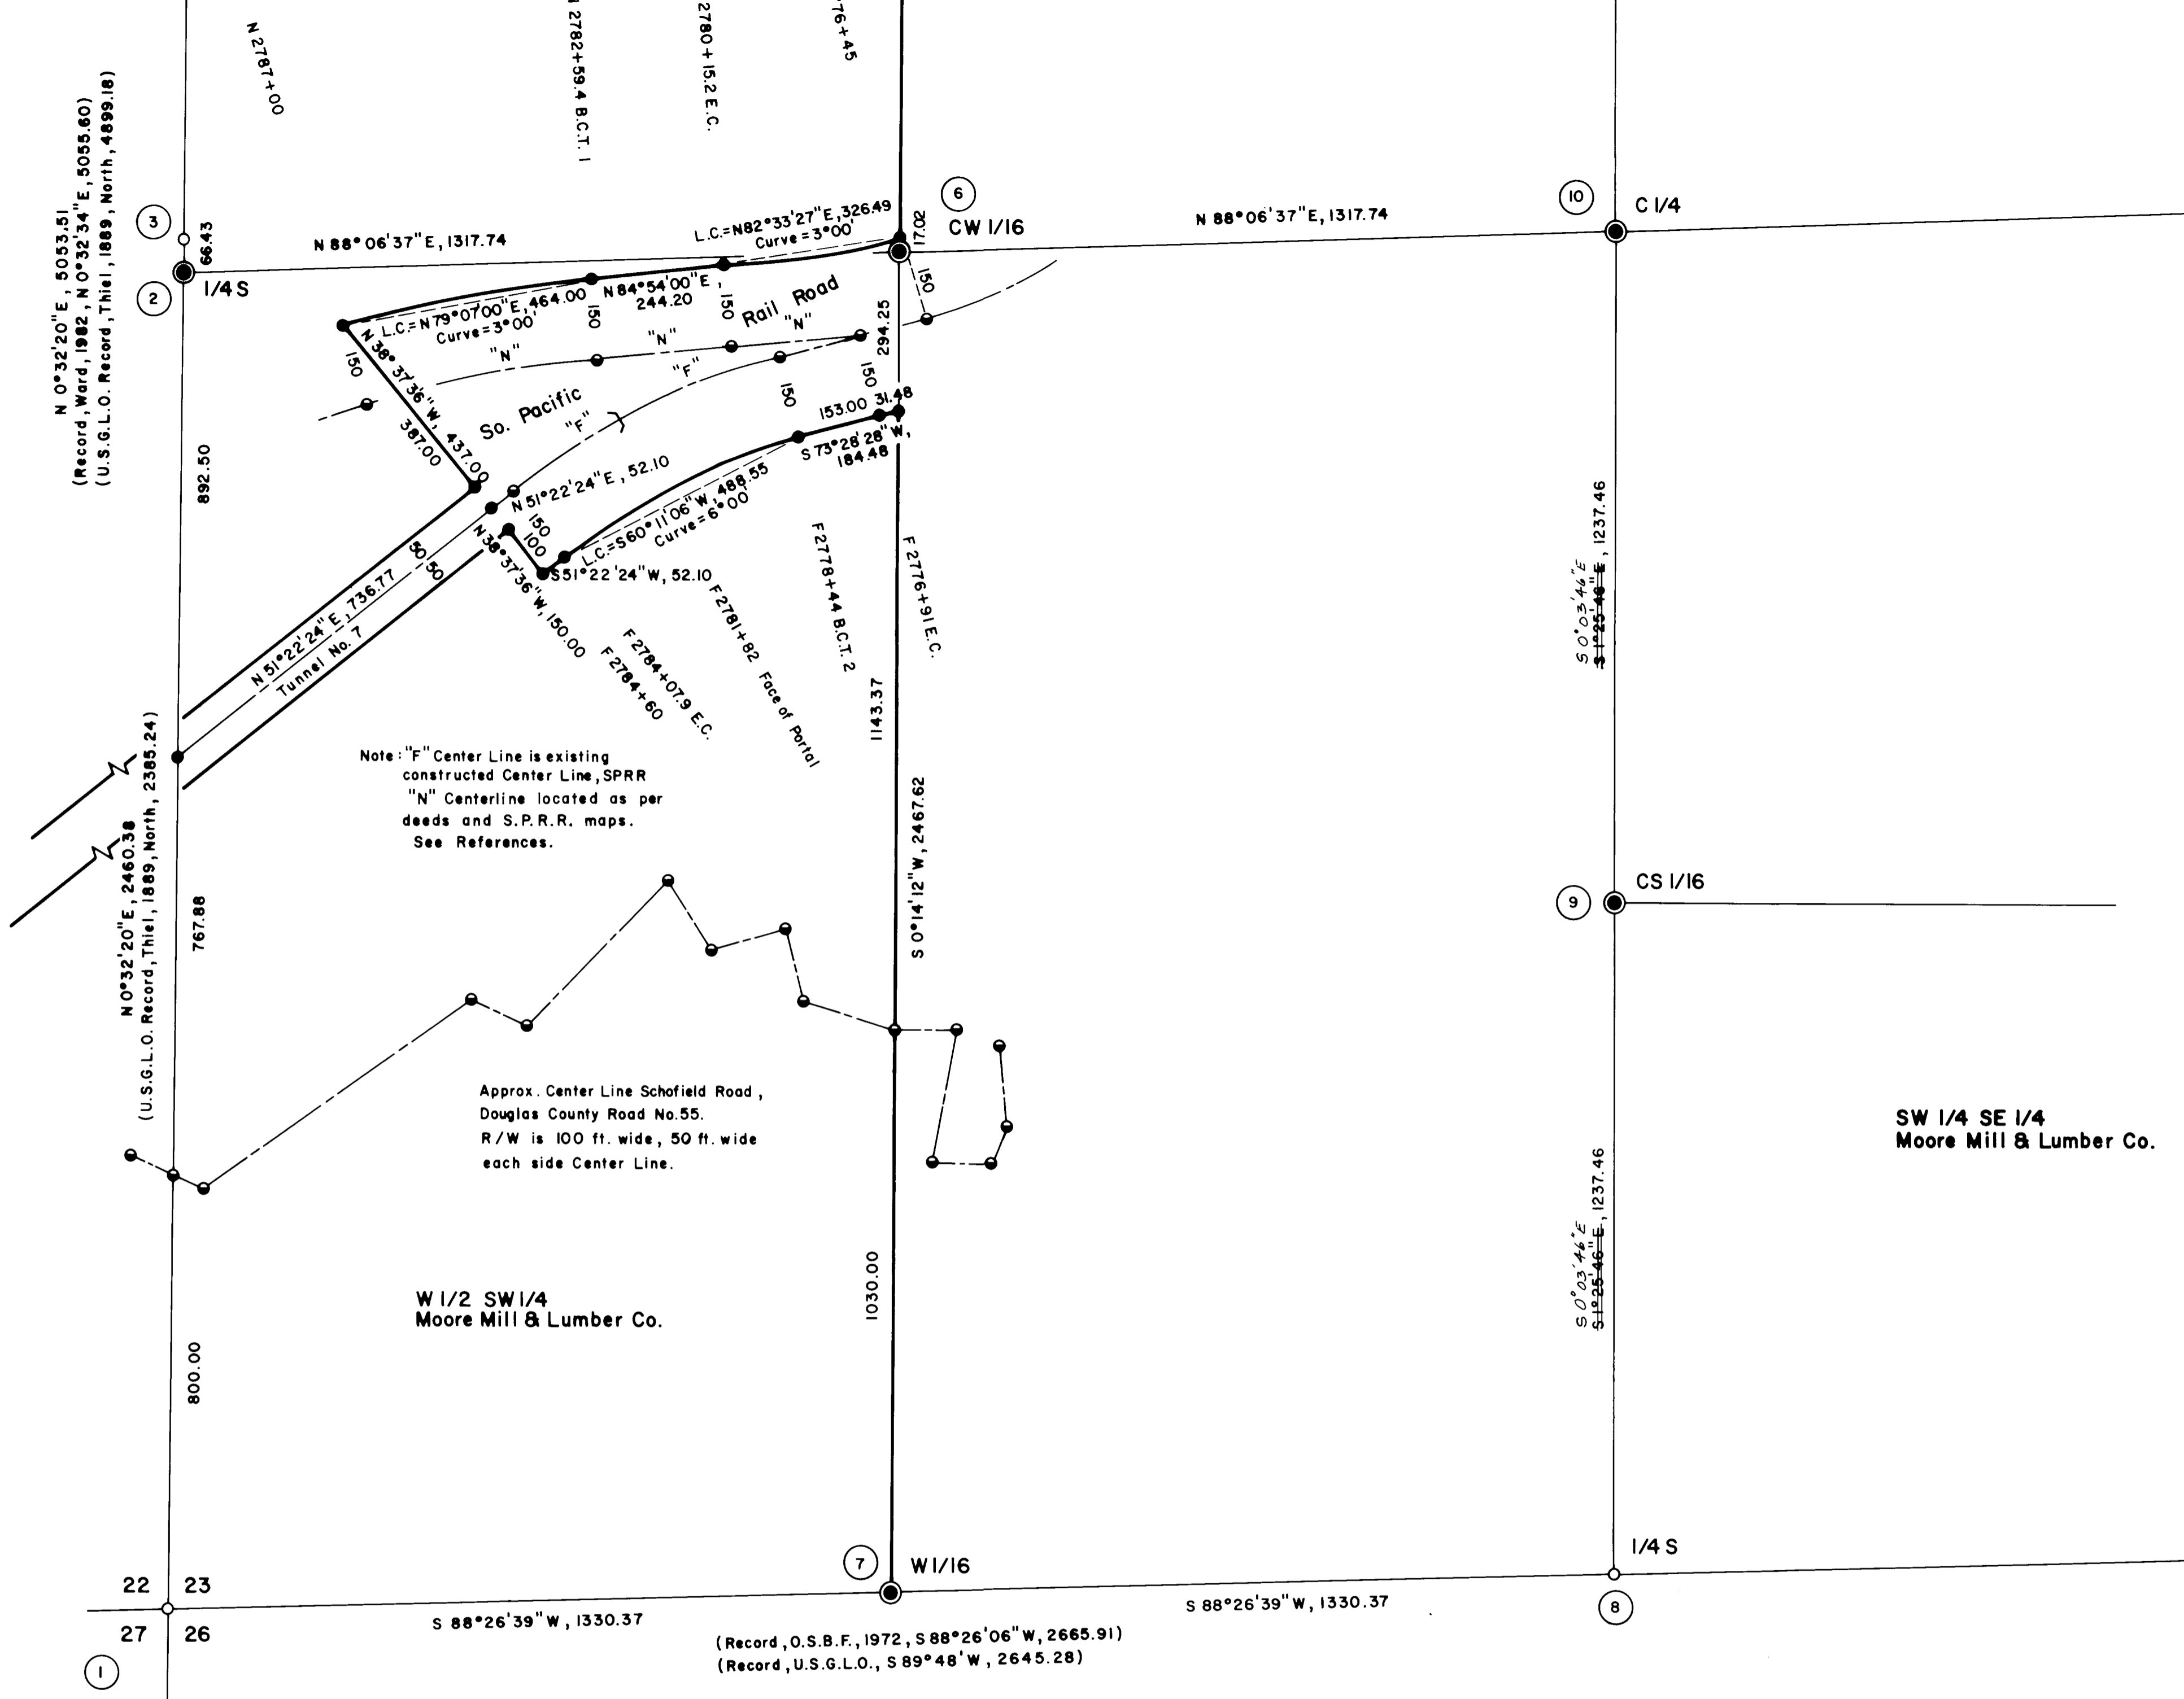 N 2787+00
2782+59.4 B.C.T. 1
2780+15.2 E.C.
76+45
N 0°32'20"E, 5053.51
(Record, Ward, 1982, N 0°32'34"E, 5055.60)
(U.S.G.L.O. Record, Thiel, 1889, North, 4899.18)
3
66.43
2
1/4 S
N 88°06'37"E, 1317.74
L.C.=N82°33'27"E, 326.49
Curve = 3°00'
6
17.02
CW 1/16
N 88°06'37"E, 1317.74
10
C 1/4
L.C.=N79°07'00"E, 464.00
Curve=3°00'
N 84°54'00"E,
244.20
150
150
150
Rail Road
"N"
"N"
"N"
"F"
294.25
150
N 38°37'36"W, 437.00
387.00
So. Pacific
"F"
150
150
153.00
31.48
S 73°28'28"W,
184.48
892.50
N 51°22'24"E, 52.10
150
100
L.C.=S60°11'06"W, 488.55
Curve=6°00'
N 38°37'36"W, 150.00
S51°22'24"W, 52.10
50
50
N 51°22'24"E, 736.77
Tunnel No. 7
F 2784+60
F 2784+07.9 E.C.
F 2781+82 Face of Portal
F 2778+44 B.C.T. 2
F 2776+91 E.C.
1143.37
S 0°03'46"E
S 1°25'46"E, 1237.46
Note: "F" Center Line is existing
constructed Center Line, SPRR
"N" Centerline located as per
deeds and S.P.R.R. maps.
See References.
N 0°32'20"E, 2460.38
(U.S.G.L.O. Record, Thiel, 1889, North, 2385.24)
767.88
S 0°14'12"W, 2467.62
9
CS 1/16
Approx. Center Line Schofield Road,
Douglas County Road No.55.
R/W is 100 ft. wide, 50 ft. wide
each side Center Line.
SW 1/4 SE 1/4
Moore Mill & Lumber Co.
S 0°03'46"E
S 1°25'46"E, 1237.46
1030.00
W 1/2 SW 1/4
Moore Mill & Lumber Co.
800.00
7
W 1/16
1/4 S
8
22 23
27 26
1
S 88°26'39"W, 1330.37
S 88°26'39"W, 1330.37
(Record, O.S.B.F., 1972, S 88°26'06"W, 2665.91)
(Record, U.S.G.L.O., S 89°48'W, 2645.28)